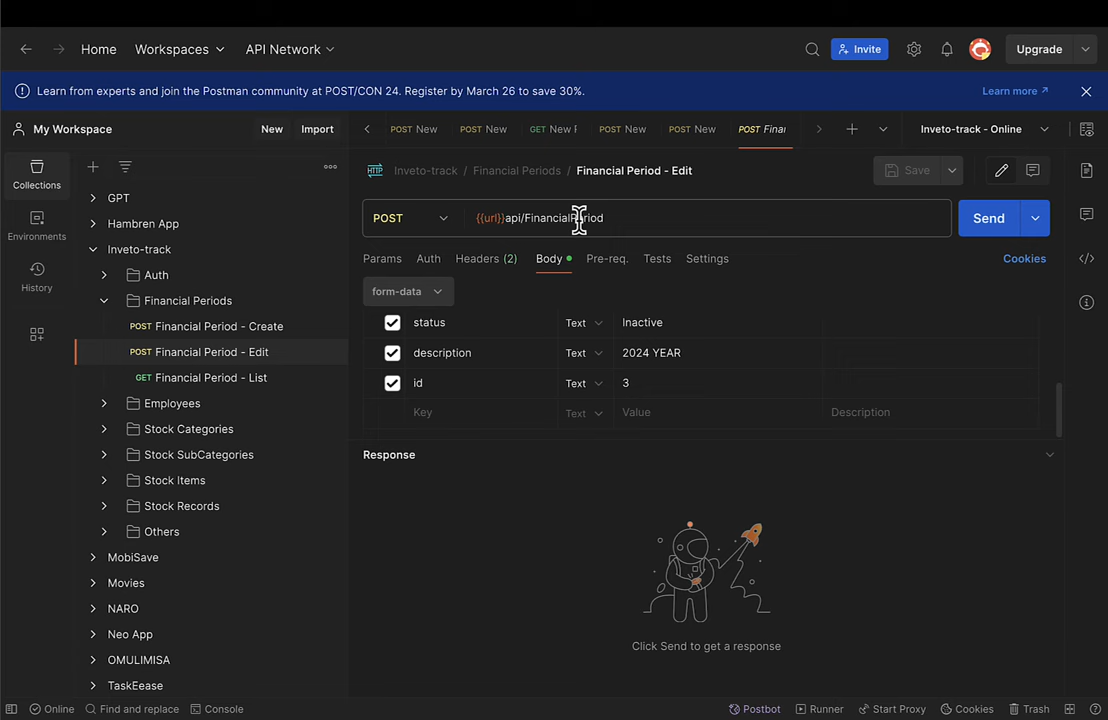 Home Workspaces API Network Invite Upgrade
Learn from experts and join the Postman community at POST/CON 24. Register by March 26 to save 30%. Learn more ↗
My Workspace New Import POST New POST New GET New POST New POST New POST Finar Inveto-track - Online
Collections
Environments
History
GPT
Hambren App
Inveto-track
Auth
Financial Periods
POST Financial Period - Create
POST Financial Period - Edit
GET Financial Period - List
Employees
Stock Categories
Stock SubCategories
Stock Items
Stock Records
Others
MobiSave
Movies
NARO
Neo App
OMULIMISA
TaskEease
HTTP Inveto-track / Financial Periods / Financial Period - Edit Save
POST {{url}}api/FinancialPeriod Send
Params Auth Headers (2) Body Pre-req. Tests Settings Cookies
form-data
status Text Inactive
description Text 2024 YEAR
id Text 3
Key Text Value Description
Response
Click Send to get a response
Online Find and replace Console Postbot Runner Start Proxy Cookies Trash